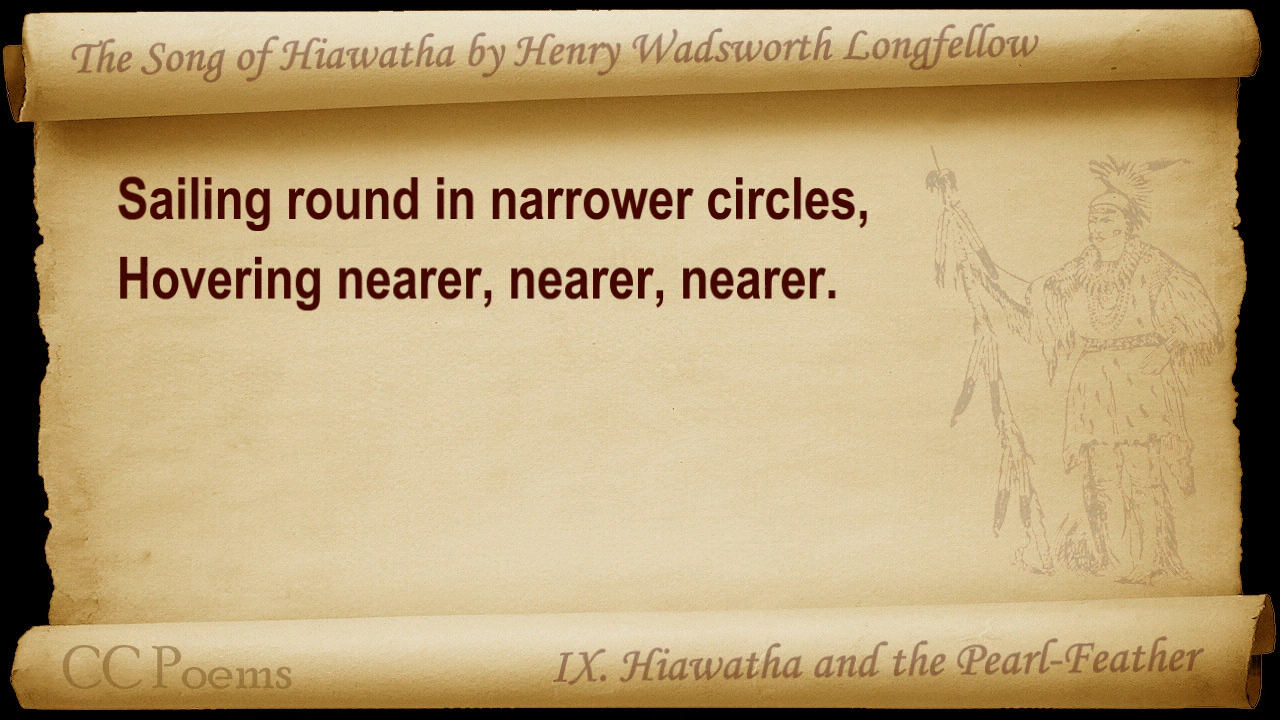 The Song of Hiawatha by Henry Wadsworth Longfellow
Sailing round in narrower circles,
Hovering nearer, nearer, nearer.
CC Poems
IX. Hiawatha and the Pearl-Feather